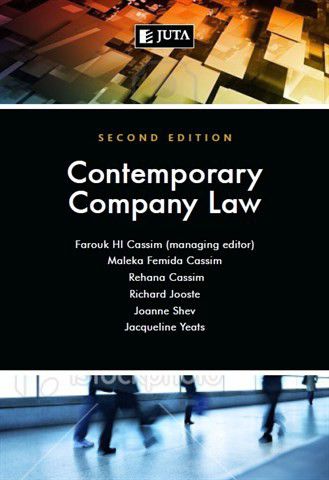 JUTA
SECOND EDITION
Contemporary
Company Law
Farouk HI Cassim (managing editor)
Maleka Femida Cassim
Rehana Cassim
Richard Jooste
Joanne Shev
Jacqueline Yeats
iStockphoto